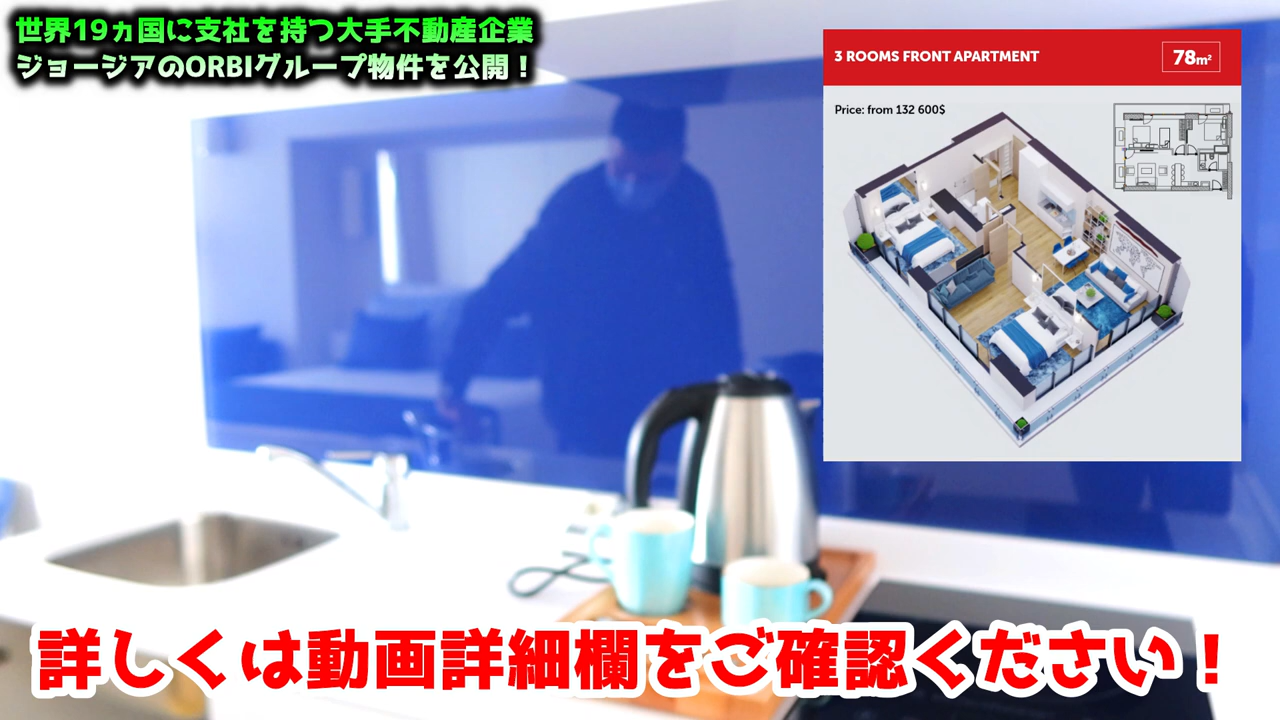 世界19ヵ国に支社を持つ大手不動産企業
ジョージアのORBIグループ物件を公開！
3 ROOMS FRONT APARTMENT
78m²
Price: from 132 600$
詳しくは動画詳細欄をご確認ください！